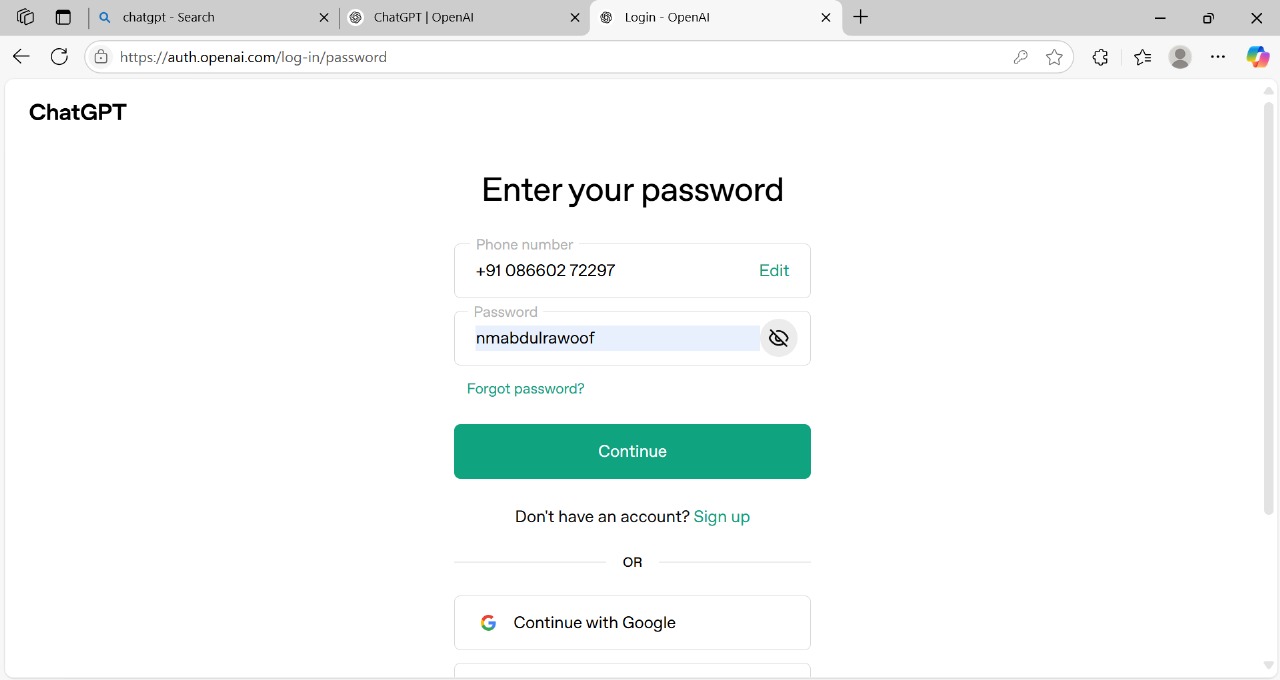 chatgpt - Search
ChatGPT | OpenAI
Login - OpenAI
https://auth.openai.com/log-in/password
ChatGPT
Enter your password
Phone number
+91 086602 72297
Edit
Password
nmabdulrawoof
Forgot password?
Continue
Don't have an account? Sign up
OR
Continue with Google